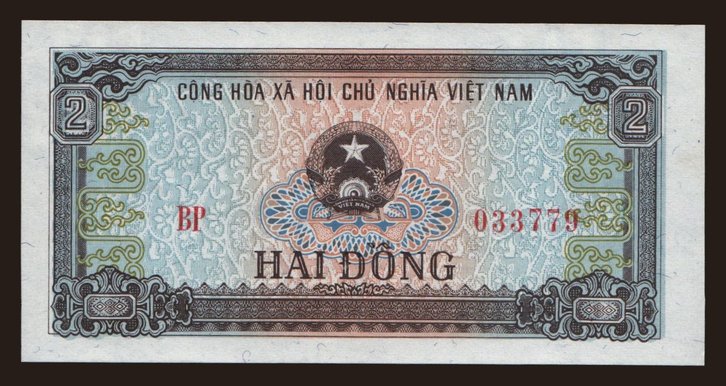 CÔNG HÒA XÃ HỘI CHỦ NGHĨA VIỆT NAM
2 2
VIỆT NAM
BP 033779
HAI ĐỒNG